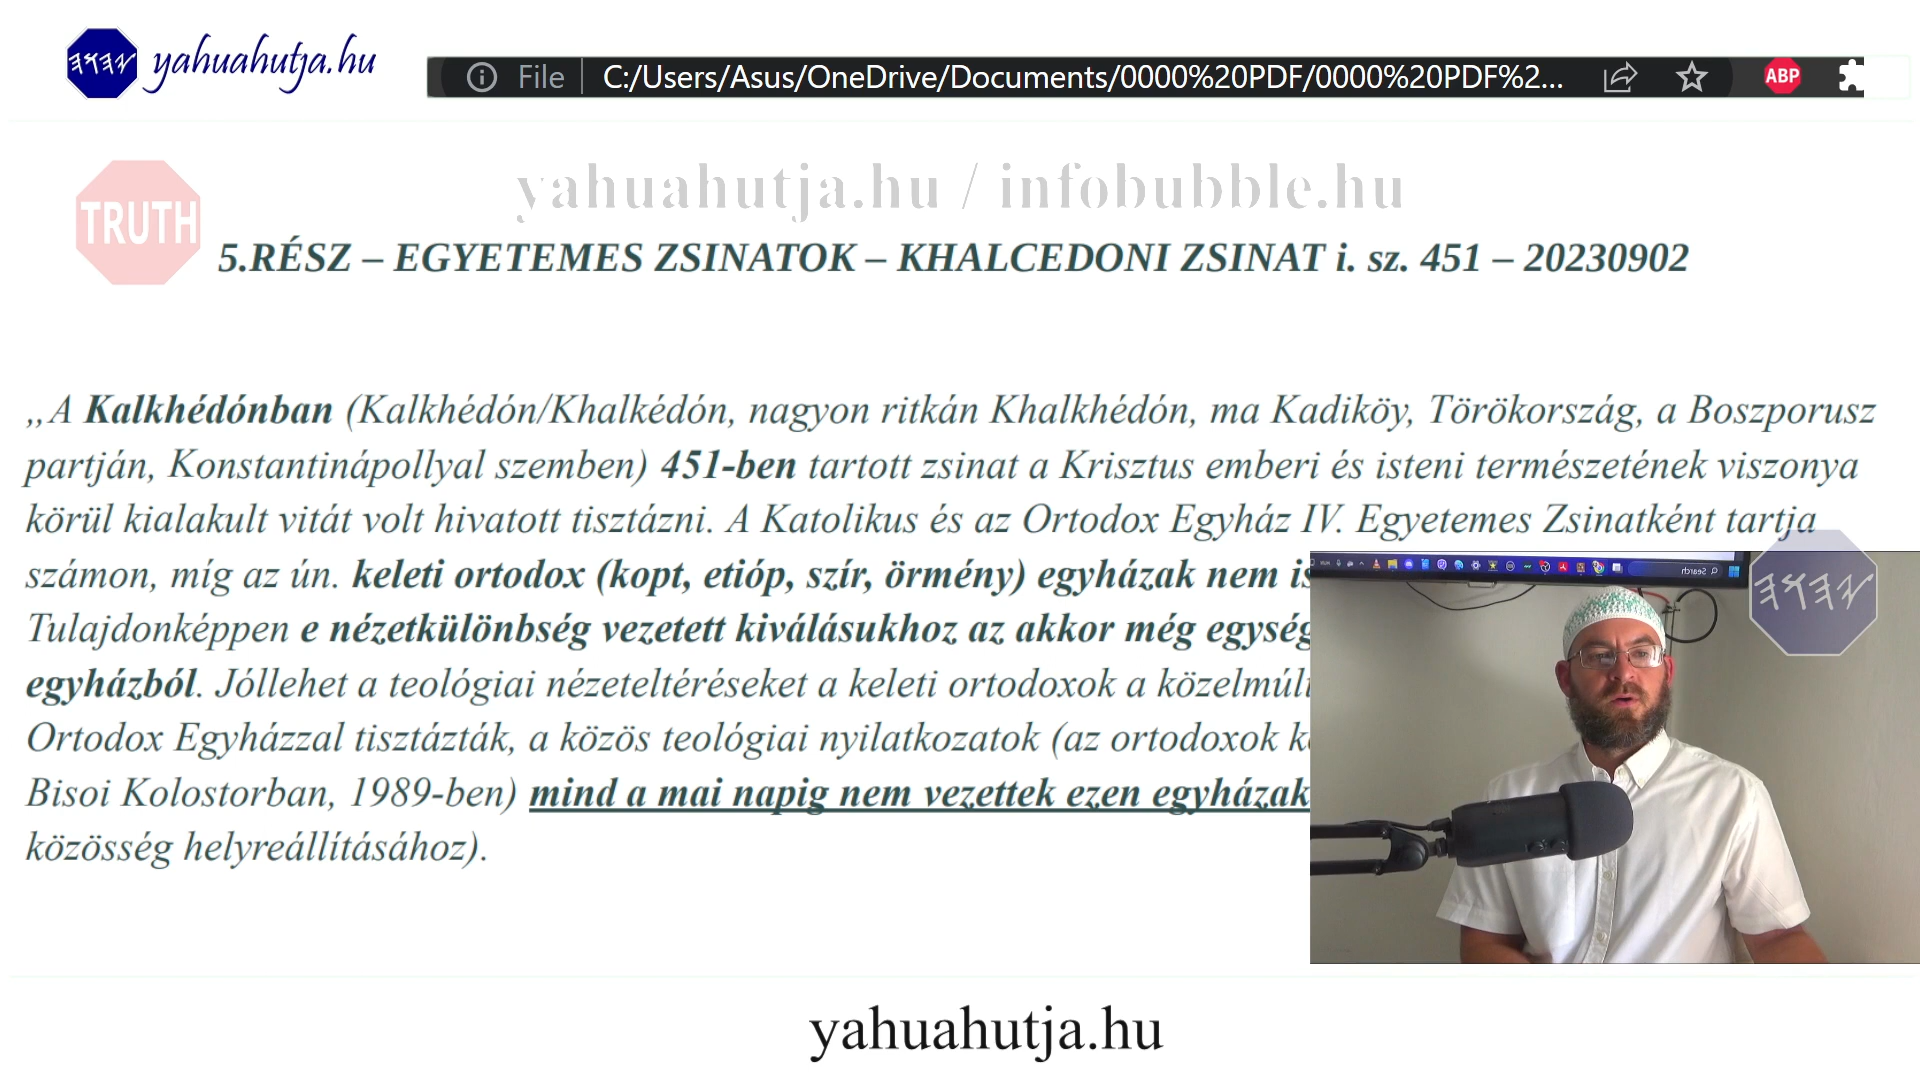 yahuahutja.hu
File C:/Users/Asus/OneDrive/Documents/0000%20PDF/0000%20PDF%2...
ABP
yahuahutja.hu / infobubble.hu
TRUTH
5.RÉSZ – EGYETEMES ZSINATOK – KHALCEDONI ZSINAT i. sz. 451 – 20230902
„A Kalkhédónban (Kalkhédón/Khalkédón, nagyon ritkán Khalkhédón, ma Kadiköy, Törökország, a Boszporusz
partján, Konstantinápollyal szemben) 451-ben tartott zsinat a Krisztus emberi és isteni természetének viszonya
körül kialakult vitát volt hivatott tisztázni. A Katolikus és az Ortodox Egyház IV. Egyetemes Zsinatként tartja
számon, míg az ún. keleti ortodox (kopt, etióp, szír, örmény) egyházak nem
Tulajdonképpen e nézetkülönbség vezetett kiválásukhoz az akkor még
egyházból. Jóllehet a teológiai nézeteltéréseket a keleti ortodoxok a
Ortodox Egyházzal tisztázták, a közös teológiai nyilatkozatok (az ortodoxok
Bisoi Kolostorban, 1989-ben) mind a mai napig nem vezettek ezen egyházak
közösség helyreállításához).
Search
yahuahutja.hu